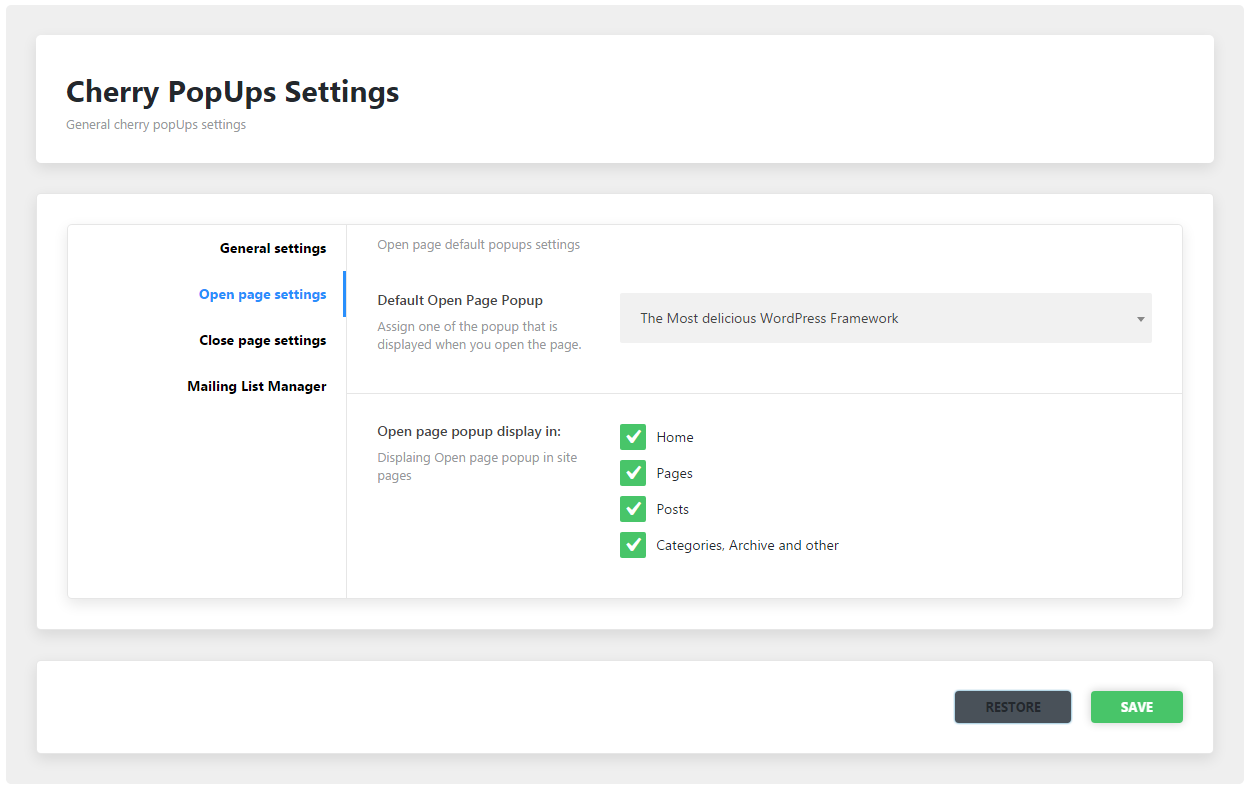 Cherry PopUps Settings
General cherry popUps settings
General settings
Open page settings
Close page settings
Mailing List Manager
Open page default popups settings
Default Open Page Popup
Assign one of the popup that is
displayed when you open the page.
The Most delicious WordPress Framework
Open page popup display in:
Displaing Open page popup in site
pages
Home
Pages
Posts
Categories, Archive and other
RESTORE
SAVE